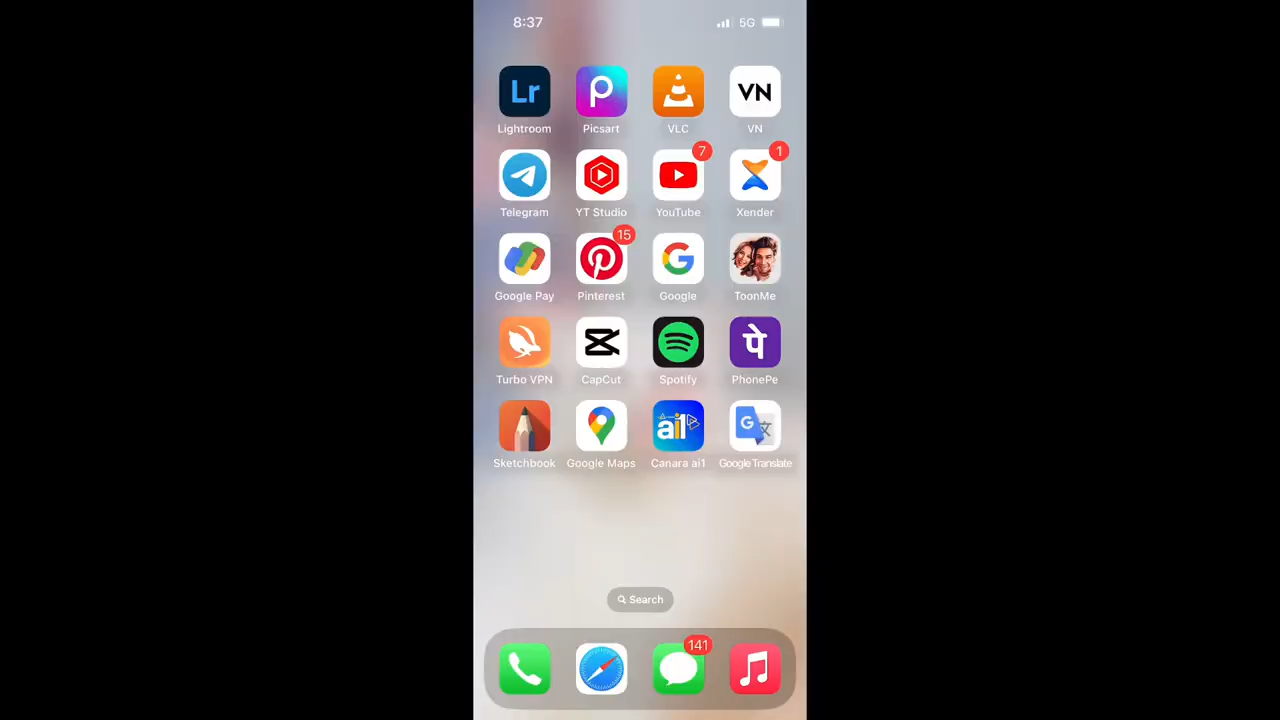 8:37 5G
Lr P VN
Lightroom Picsart VLC VN
7 1
Telegram YT Studio YouTube Xender
15
Google Pay Pinterest Google ToonMe
पे
Turbo VPN CapCut Spotify PhonePe
ai1 G 文
Sketchbook Google Maps Canara ai1 Google Translate
Search
141